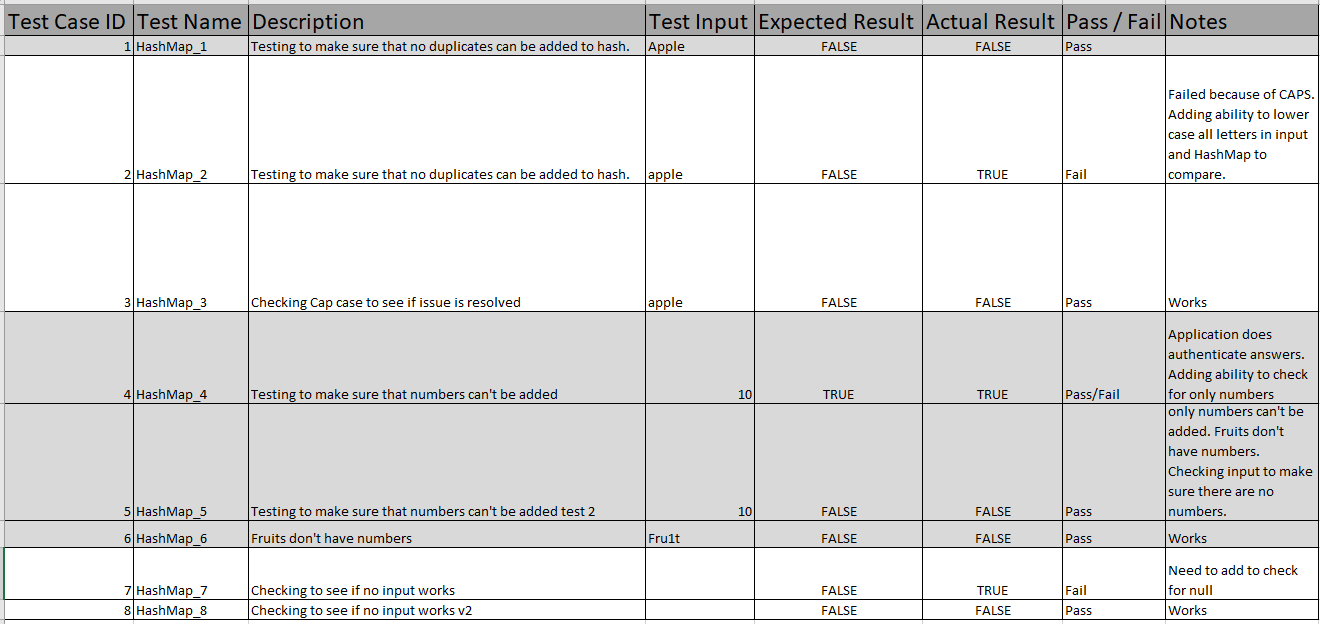 Test Case ID Test Name Description Test Input Expected Result Actual Result Pass / Fail Notes
1 HashMap_1 Testing to make sure that no duplicates can be added to hash. Apple FALSE FALSE Pass
Failed because of CAPS.
Adding ability to lower
case all letters in input
and HashMap to
2 HashMap_2 Testing to make sure that no duplicates can be added to hash. apple FALSE TRUE Fail compare.
3 HashMap_3 Checking Cap case to see if issue is resolved apple FALSE FALSE Pass Works
Application does
authenticate answers.
Adding ability to check
4 HashMap_4 Testing to make sure that numbers can't be added 10 TRUE TRUE Pass/Fail for only numbers
only numbers can't be
added. Fruits don't
have numbers.
Checking input to make
sure there are no
5 HashMap_5 Testing to make sure that numbers can't be added test 2 10 FALSE FALSE Pass numbers.
6 HashMap_6 Fruits don't have numbers Fru1t FALSE FALSE Pass Works
Need to add to check
7 HashMap_7 Checking to see if no input works FALSE TRUE Fail for null
8 HashMap_8 Checking to see if no input works v2 FALSE FALSE Pass Works